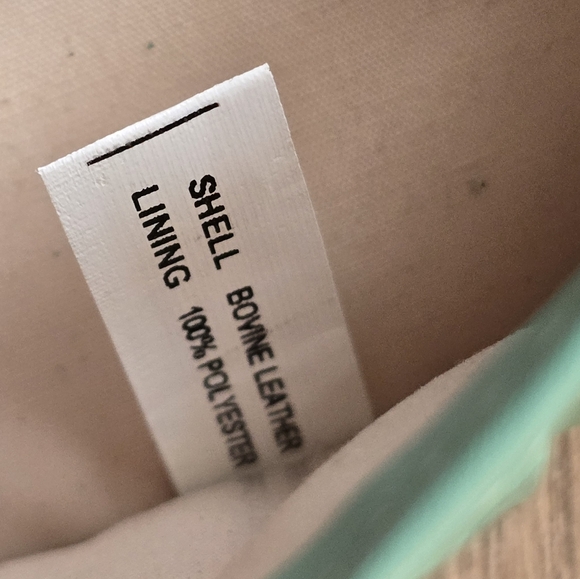 SHELL BOVINE LEATHER
LINING 100% POLYESTER